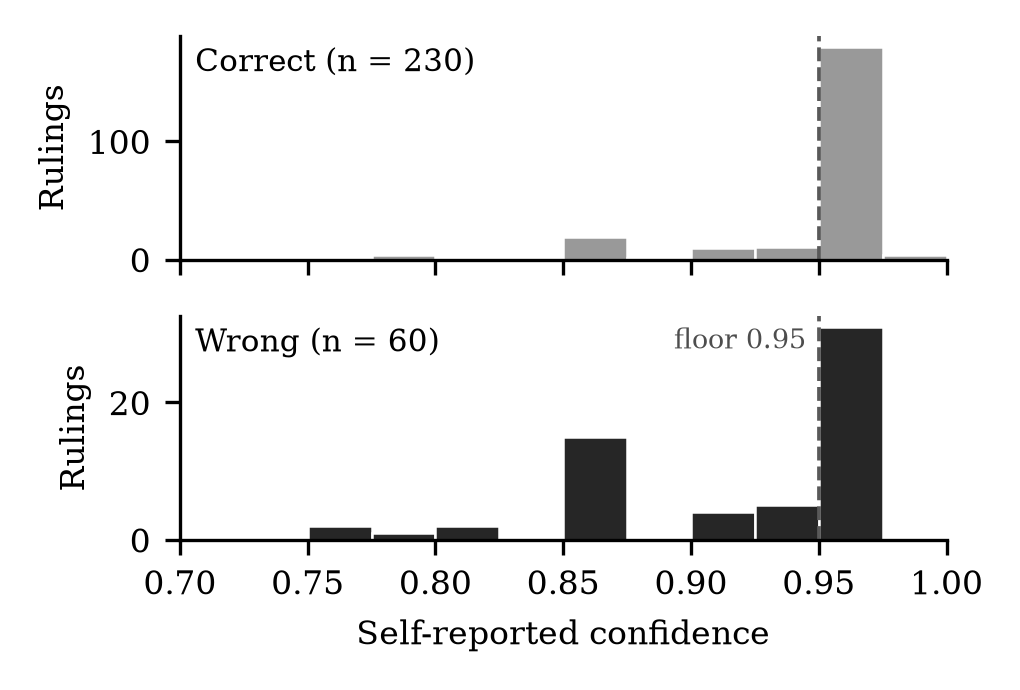 Correct (n = 230)
Rulings
100
0
Wrong (n = 60)
floor 0.95
Rulings
20
0
0.70 0.75 0.80 0.85 0.90 0.95 1.00
Self-reported confidence